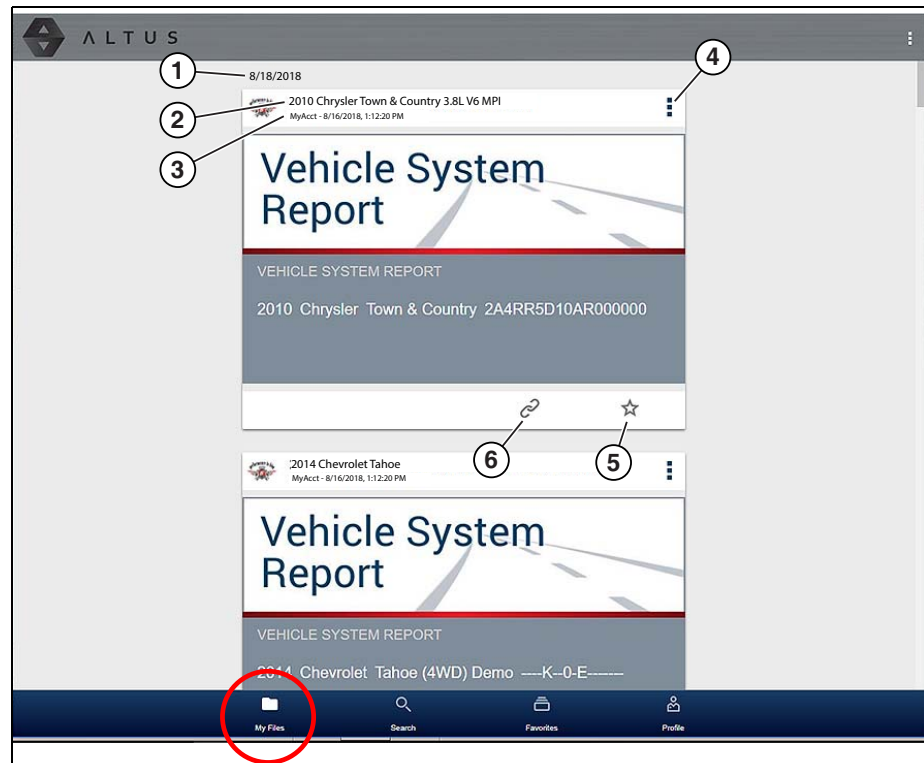 ALTUS
4
1
8/18/2018
2
2010 Chrysler Town & Country 3.8L V6 MPI
MyAcct - 8/16/2018, 1:12:20 PM
3
Vehicle System
Report
VEHICLE SYSTEM REPORT
2010 Chrysler Town & Country 2A4RR5D10AR000000
6
5
2014 Chevrolet Tahoe
MyAcct - 8/16/2018, 1:12:20 PM
Vehicle System
Report
VEHICLE SYSTEM REPORT
2014 Chevrolet Tahoe (4WD) Demo ----K--0-E-------
My Files
Search
Favorites
Profile